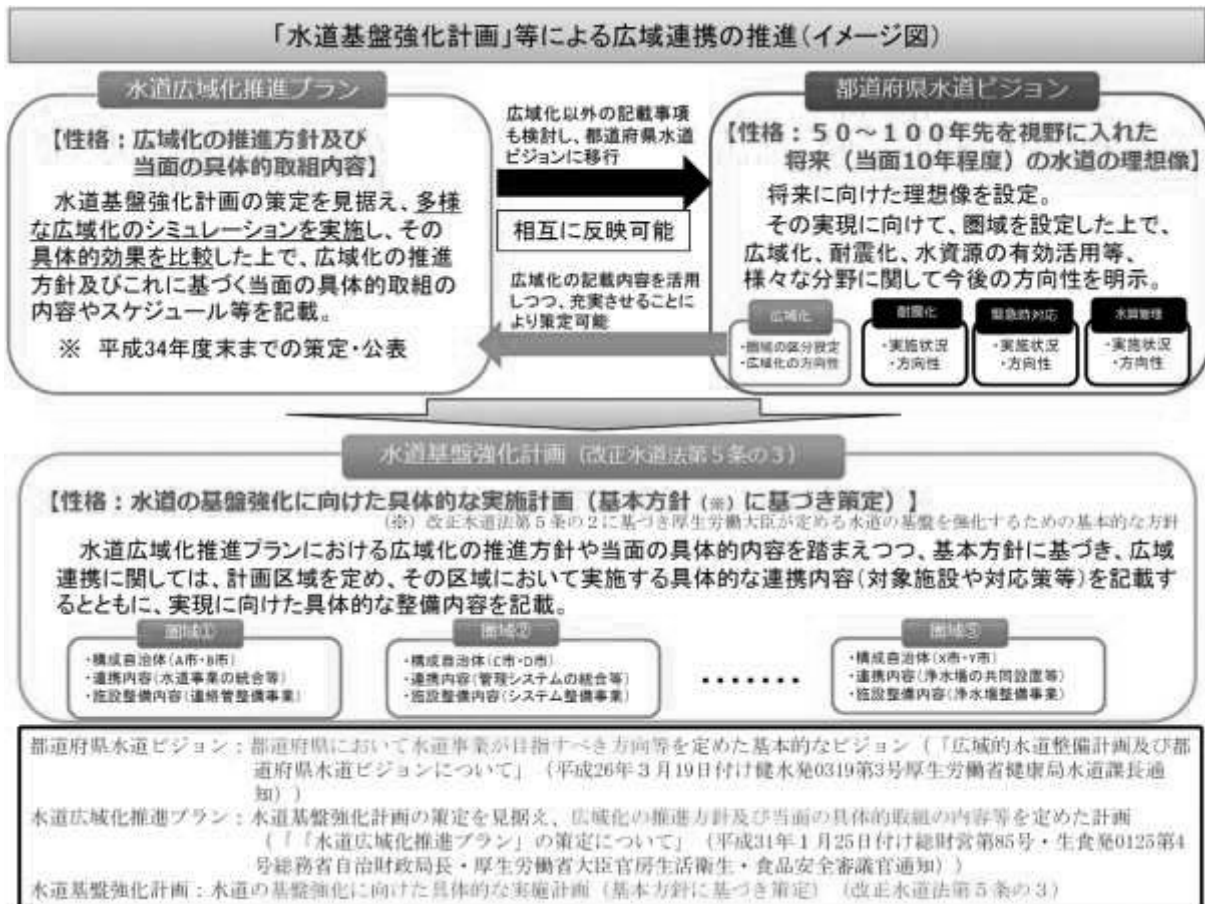 「水道基盤強化計画」等による広域連携の推進(イメージ図)
水道広域化推進プラン
【性格:広域化の推進方針及び
当面の具体的取組内容】
水道基盤強化計画の策定を見据え、多様
な広域化のシミュレーションを実施し、その
具体的効果を比較した上で、広域化の推進
方針及びこれに基づく当面の具体的取組の
内容やスケジュール等を記載。
※ 平成34年度末までの策定・公表
広域化以外の記載事項
も検討し、都道府県水道
ビジョンに移行
相互に反映可能
広域化の記載内容を活用
しつつ、充実させることに
より策定可能
都道府県水道ビジョン
【性格:50~100年先を視野に入れた
将来(当面10年程度)の水道の理想像】
将来に向けた理想像を設定。
その実現に向けて、圏域を設定した上で、
広域化、耐震化、水資源の有効活用等、
様々な分野に関して今後の方向性を明示。
広域化
・圏域の区分設定
・広域化の方向性
耐震化
・実施状況
・方向性
緊急時対応
・実施状況
・方向性
水質管理
・実施状況
・方向性
水道基盤強化計画(改正水道法第5条の3)
【性格:水道の基盤強化に向けた具体的な実施計画(基本方針(※)に基づき策定)】
(※)改正水道法第5条の2に基づき厚生労働大臣が定める水道の基盤を強化するための基本的な方針
水道広域化推進プランにおける広域化の推進方針や当面の具体的内容を踏まえつつ、基本方針に基づき、広域
連携に関しては、計画区域を定め、その区域において実施する具体的な連携内容(対象施設や対応策等)を記載す
るとともに、実現に向けた具体的な整備内容を記載。
圏域①
・構成自治体(A市・B市)
・連携内容(水道事業の統合等)
・施設整備内容(連絡管整備事業)
圏域②
・構成自治体(C市・D市)
・連携内容(管理システムの統合等)
・施設整備内容(システム整備事業)
・・・・・・・
圏域③
・構成自治体(X市・Y市)
・連携内容(浄水場の共同設置等)
・施設整備内容(浄水場整備事業)
都道府県水道ビジョン:都道府県において水道事業が目指すべき方向等を定めた基本的なビジョン(「広域的水道整備計画及び都
道府県水道ビジョンについて」(平成26年3月19日付け健水発0319第3号厚生労働省健康局水道課長通
知))
水道広域化推進プラン:水道基盤強化計画の策定を見据え、広域化の推進方針及び当面の具体的取組の内容等を定めた計画
(「「水道広域化推進プラン」の策定について」(平成31年1月25日付け総財営第85号・生食発0125第4
号総務省自治財政局長・厚生労働省大臣官房生活衛生・食品安全審議官通知))
水道基盤強化計画:水道の基盤強化に向けた具体的な実施計画(基本方針に基づき策定)(改正水道法第5条の3)